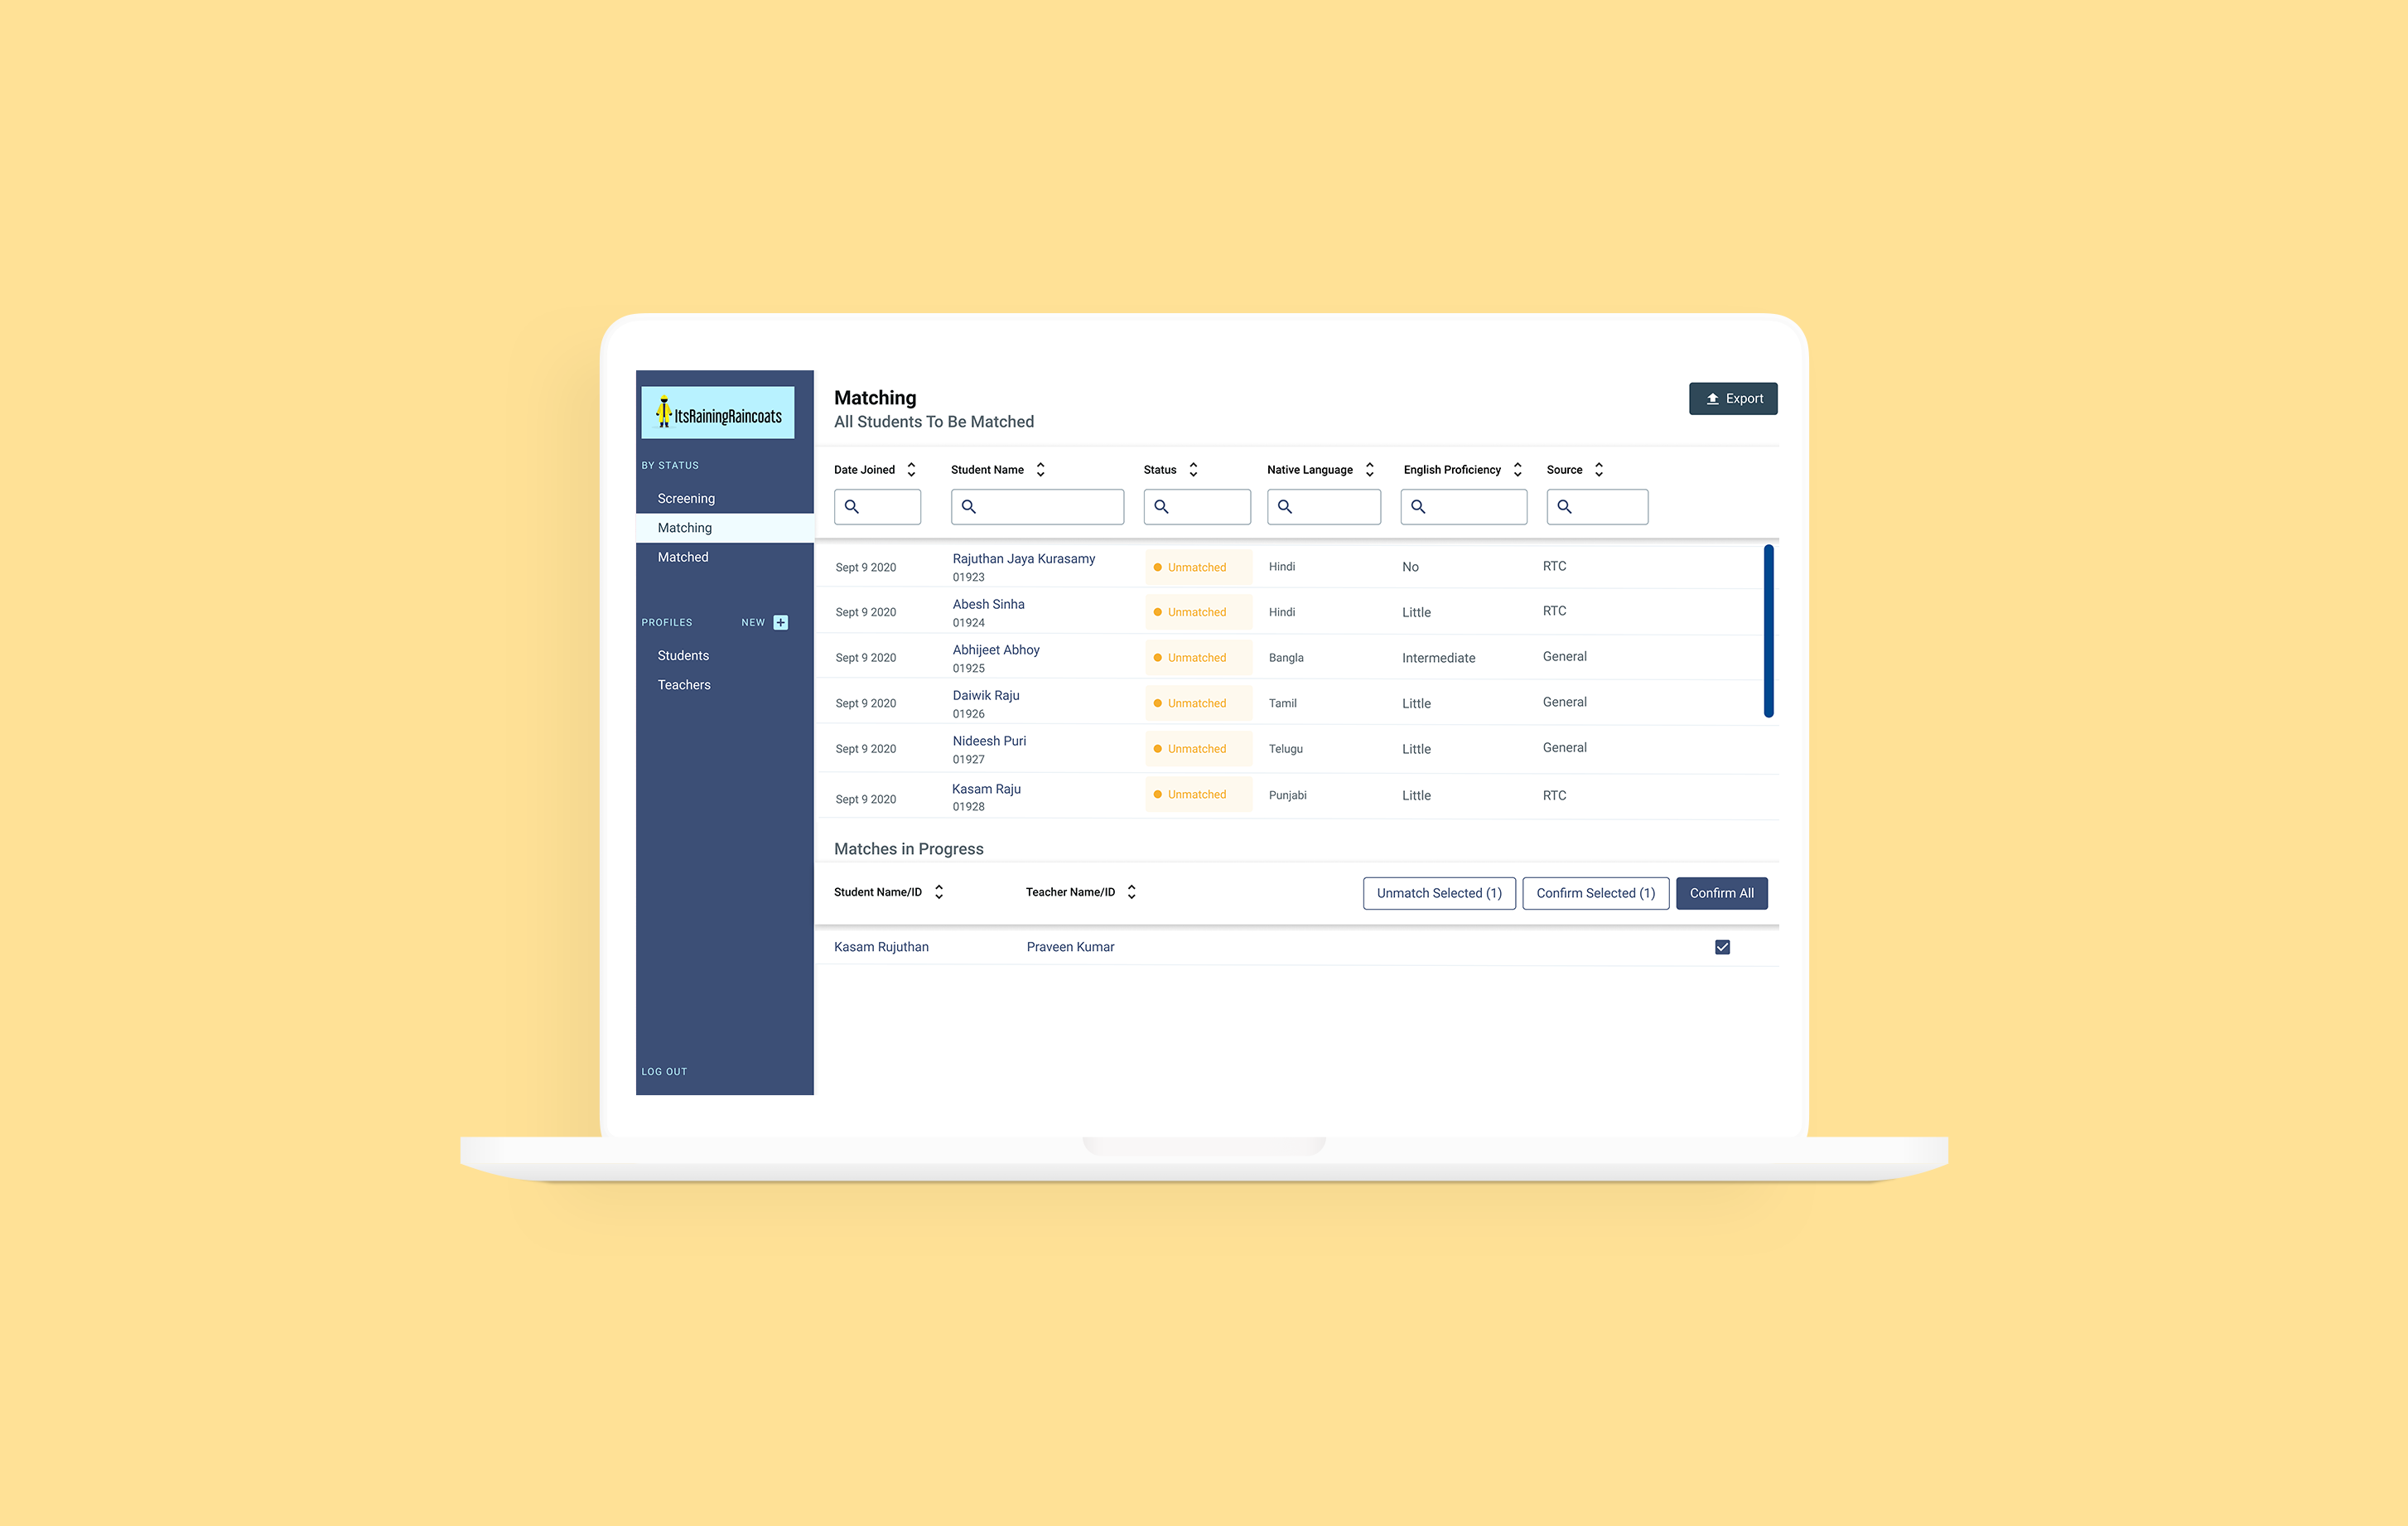 ItsRainingRaincoats
BY STATUS
Screening
Matching
Matched
PROFILES NEW
Students
Teachers
LOG OUT
Matching
All Students To Be Matched
Export
Date Joined Student Name Status Native Language English Proficiency Source
Sept 9 2020 Rajuthan Jaya Kurasamy Unmatched Hindi No RTC
01923
Sept 9 2020 Abesh Sinha Unmatched Hindi Little RTC
01924
Sept 9 2020 Abhijeet Abhoy Unmatched Bangla Intermediate General
01925
Sept 9 2020 Daiwik Raju Unmatched Tamil Little General
01926
Sept 9 2020 Nideesh Puri Unmatched Telugu Little General
01927
Sept 9 2020 Kasam Raju Unmatched Punjabi Little RTC
01928
Matches in Progress
Student Name/ID Teacher Name/ID Unmatch Selected (1) Confirm Selected (1) Confirm All
Kasam Rujuthan Praveen Kumar